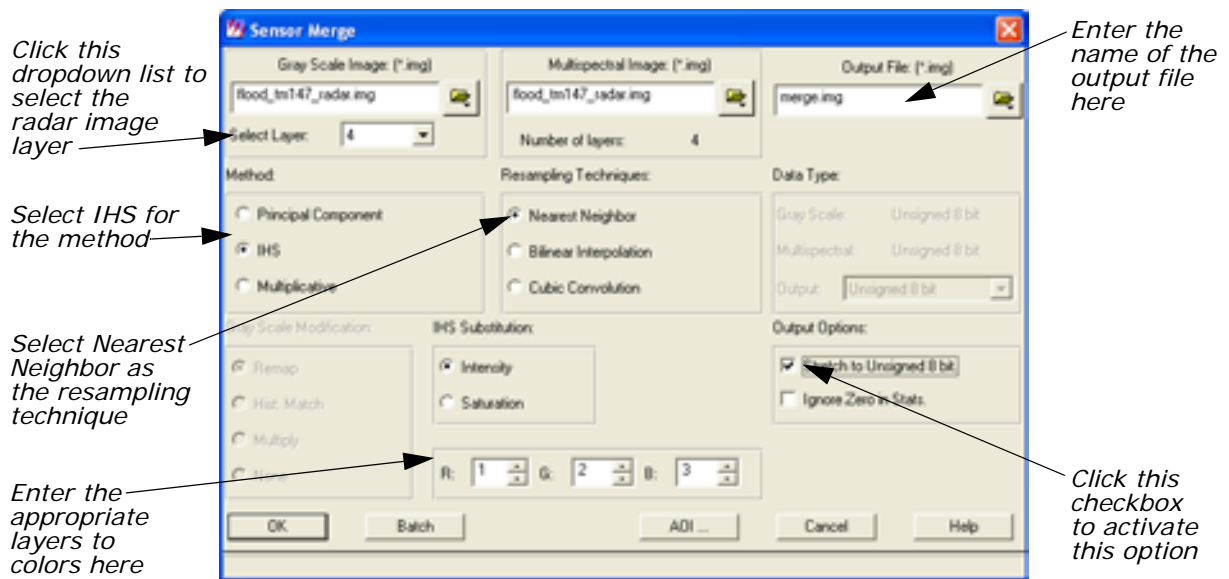 Click this
dropdown list to
select the
radar image
layer
Select IHS for
the method
Select Nearest
Neighbor as
the resampling
technique
Enter the
appropriate
layers to
colors here
Sensor Merge
Gray Scale Image: (*.img)
flood_tm147_radar.img
Select Layer: 4
Multispectral Image: (*.img)
flood_tm147_radar.img
Number of layers: 4
Output File: (*.img)
merge.img
Method:
Principal Component
IHS
Multiplicative
Resampling Techniques:
Nearest Neighbor
Bilinear Interpolation
Cubic Convolution
Data Type:
Gray Scale: Unsigned 8 bit
Multispectral: Unsigned 8 bit
Output: Unsigned 8 bit
Gray Scale Modification:
Remap
Hist. Match
Multiply
None
IHS Substitution:
Intensity
Saturation
R: 1 G: 2 B: 3
Output Options:
Stretch to Unsigned 8 bit
Ignore Zero in Stats.
OK Batch AOI ... Cancel Help
Enter the
name of the
output file
here
Click this
checkbox
to activate
this option